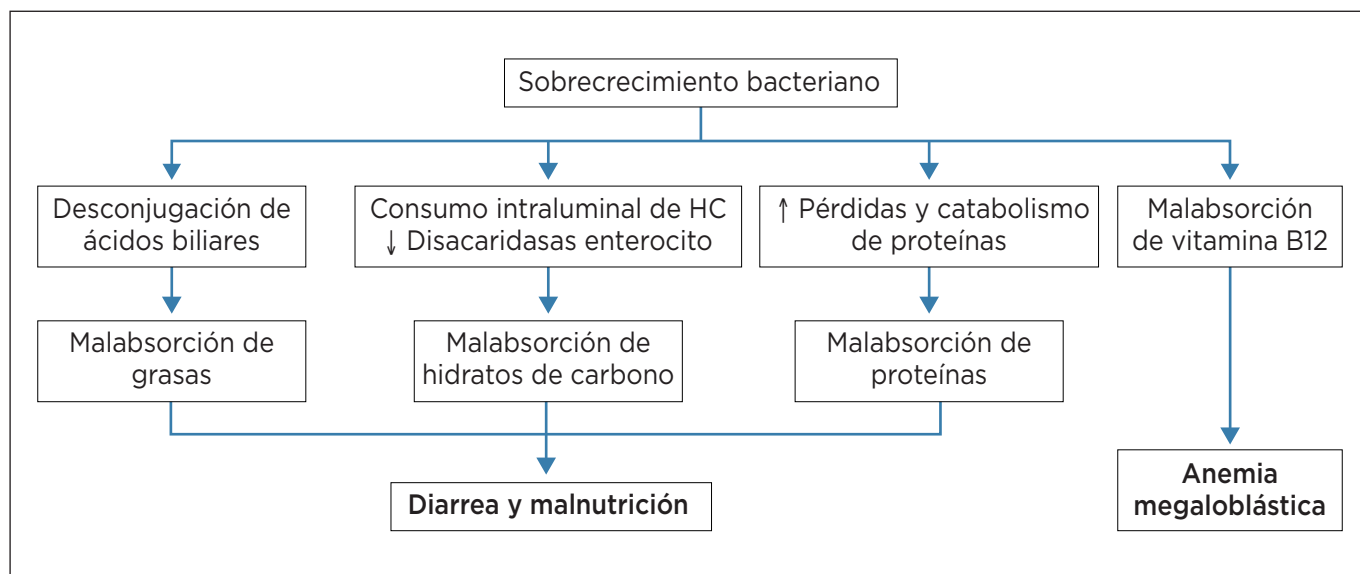 Sobrecrecimiento bacteriano
Desconjugación de
ácidos biliares
Consumo intraluminal de HC
↓ Disacaridasas enterocito
↑ Pérdidas y catabolismo
de proteínas
Malabsorción
de vitamina B12
Malabsorción de
grasas
Malabsorción de
hidratos de carbono
Malabsorción de
proteínas
Diarrea y malnutrición
Anemia
megaloblástica